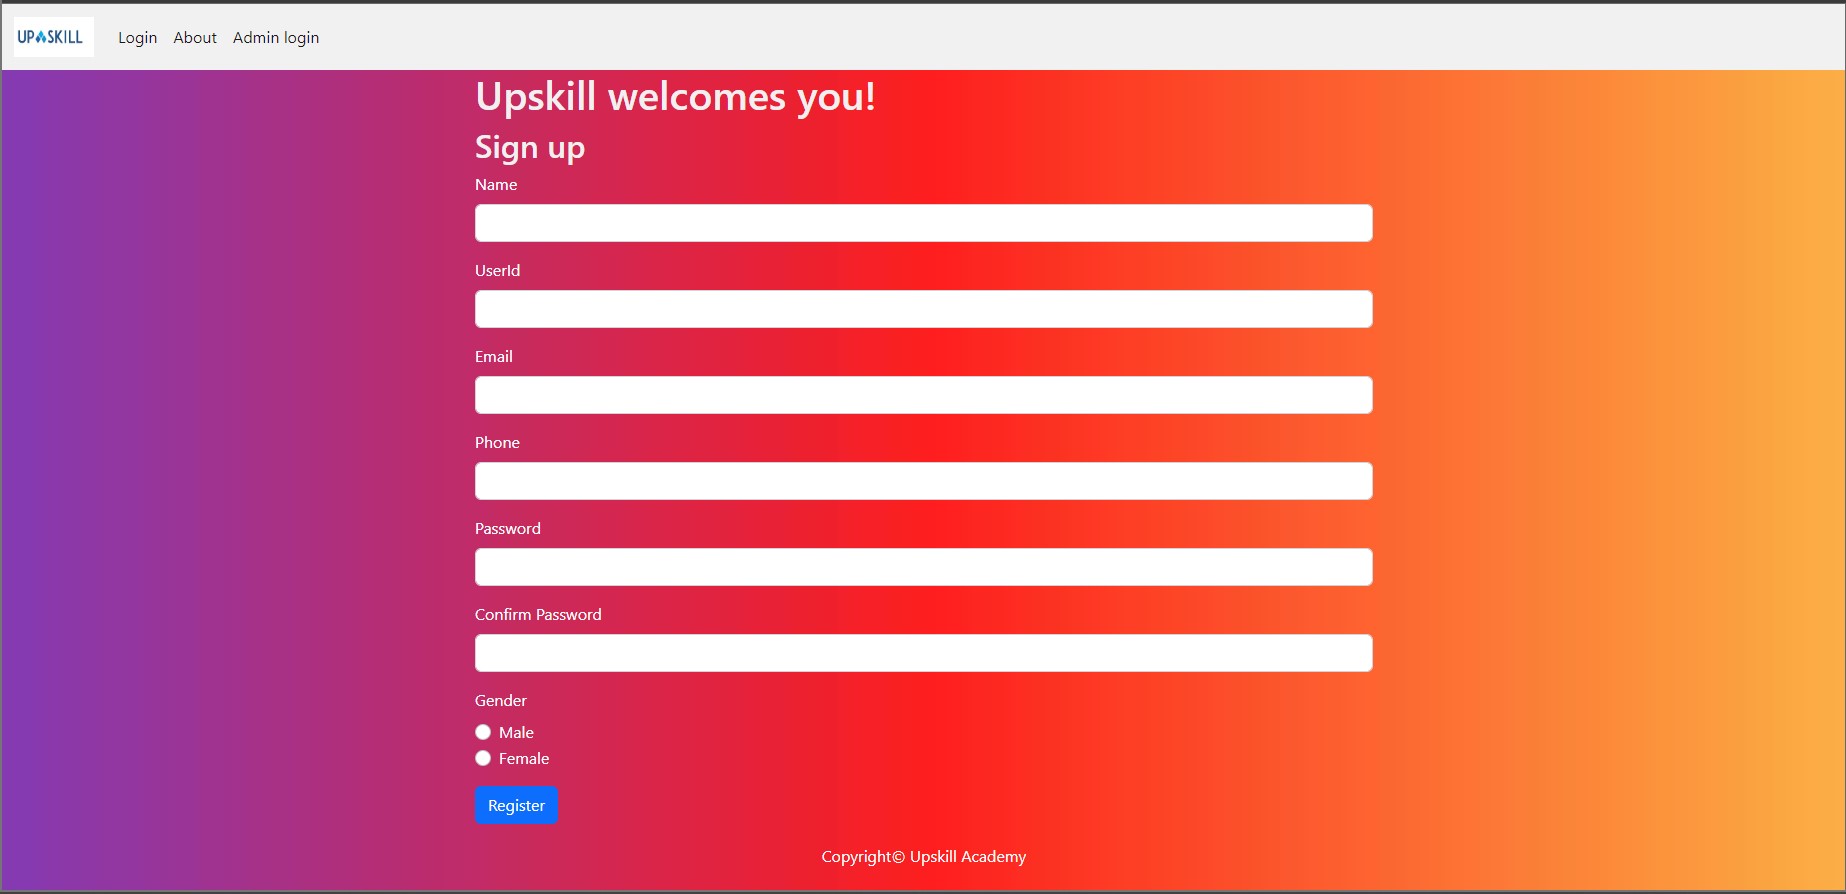 UPSKILL Login About Admin login
Upskill welcomes you!
Sign up
Name
UserId
Email
Phone
Password
Confirm Password
Gender
Male
Female
Register
Copyright© Upskill Academy